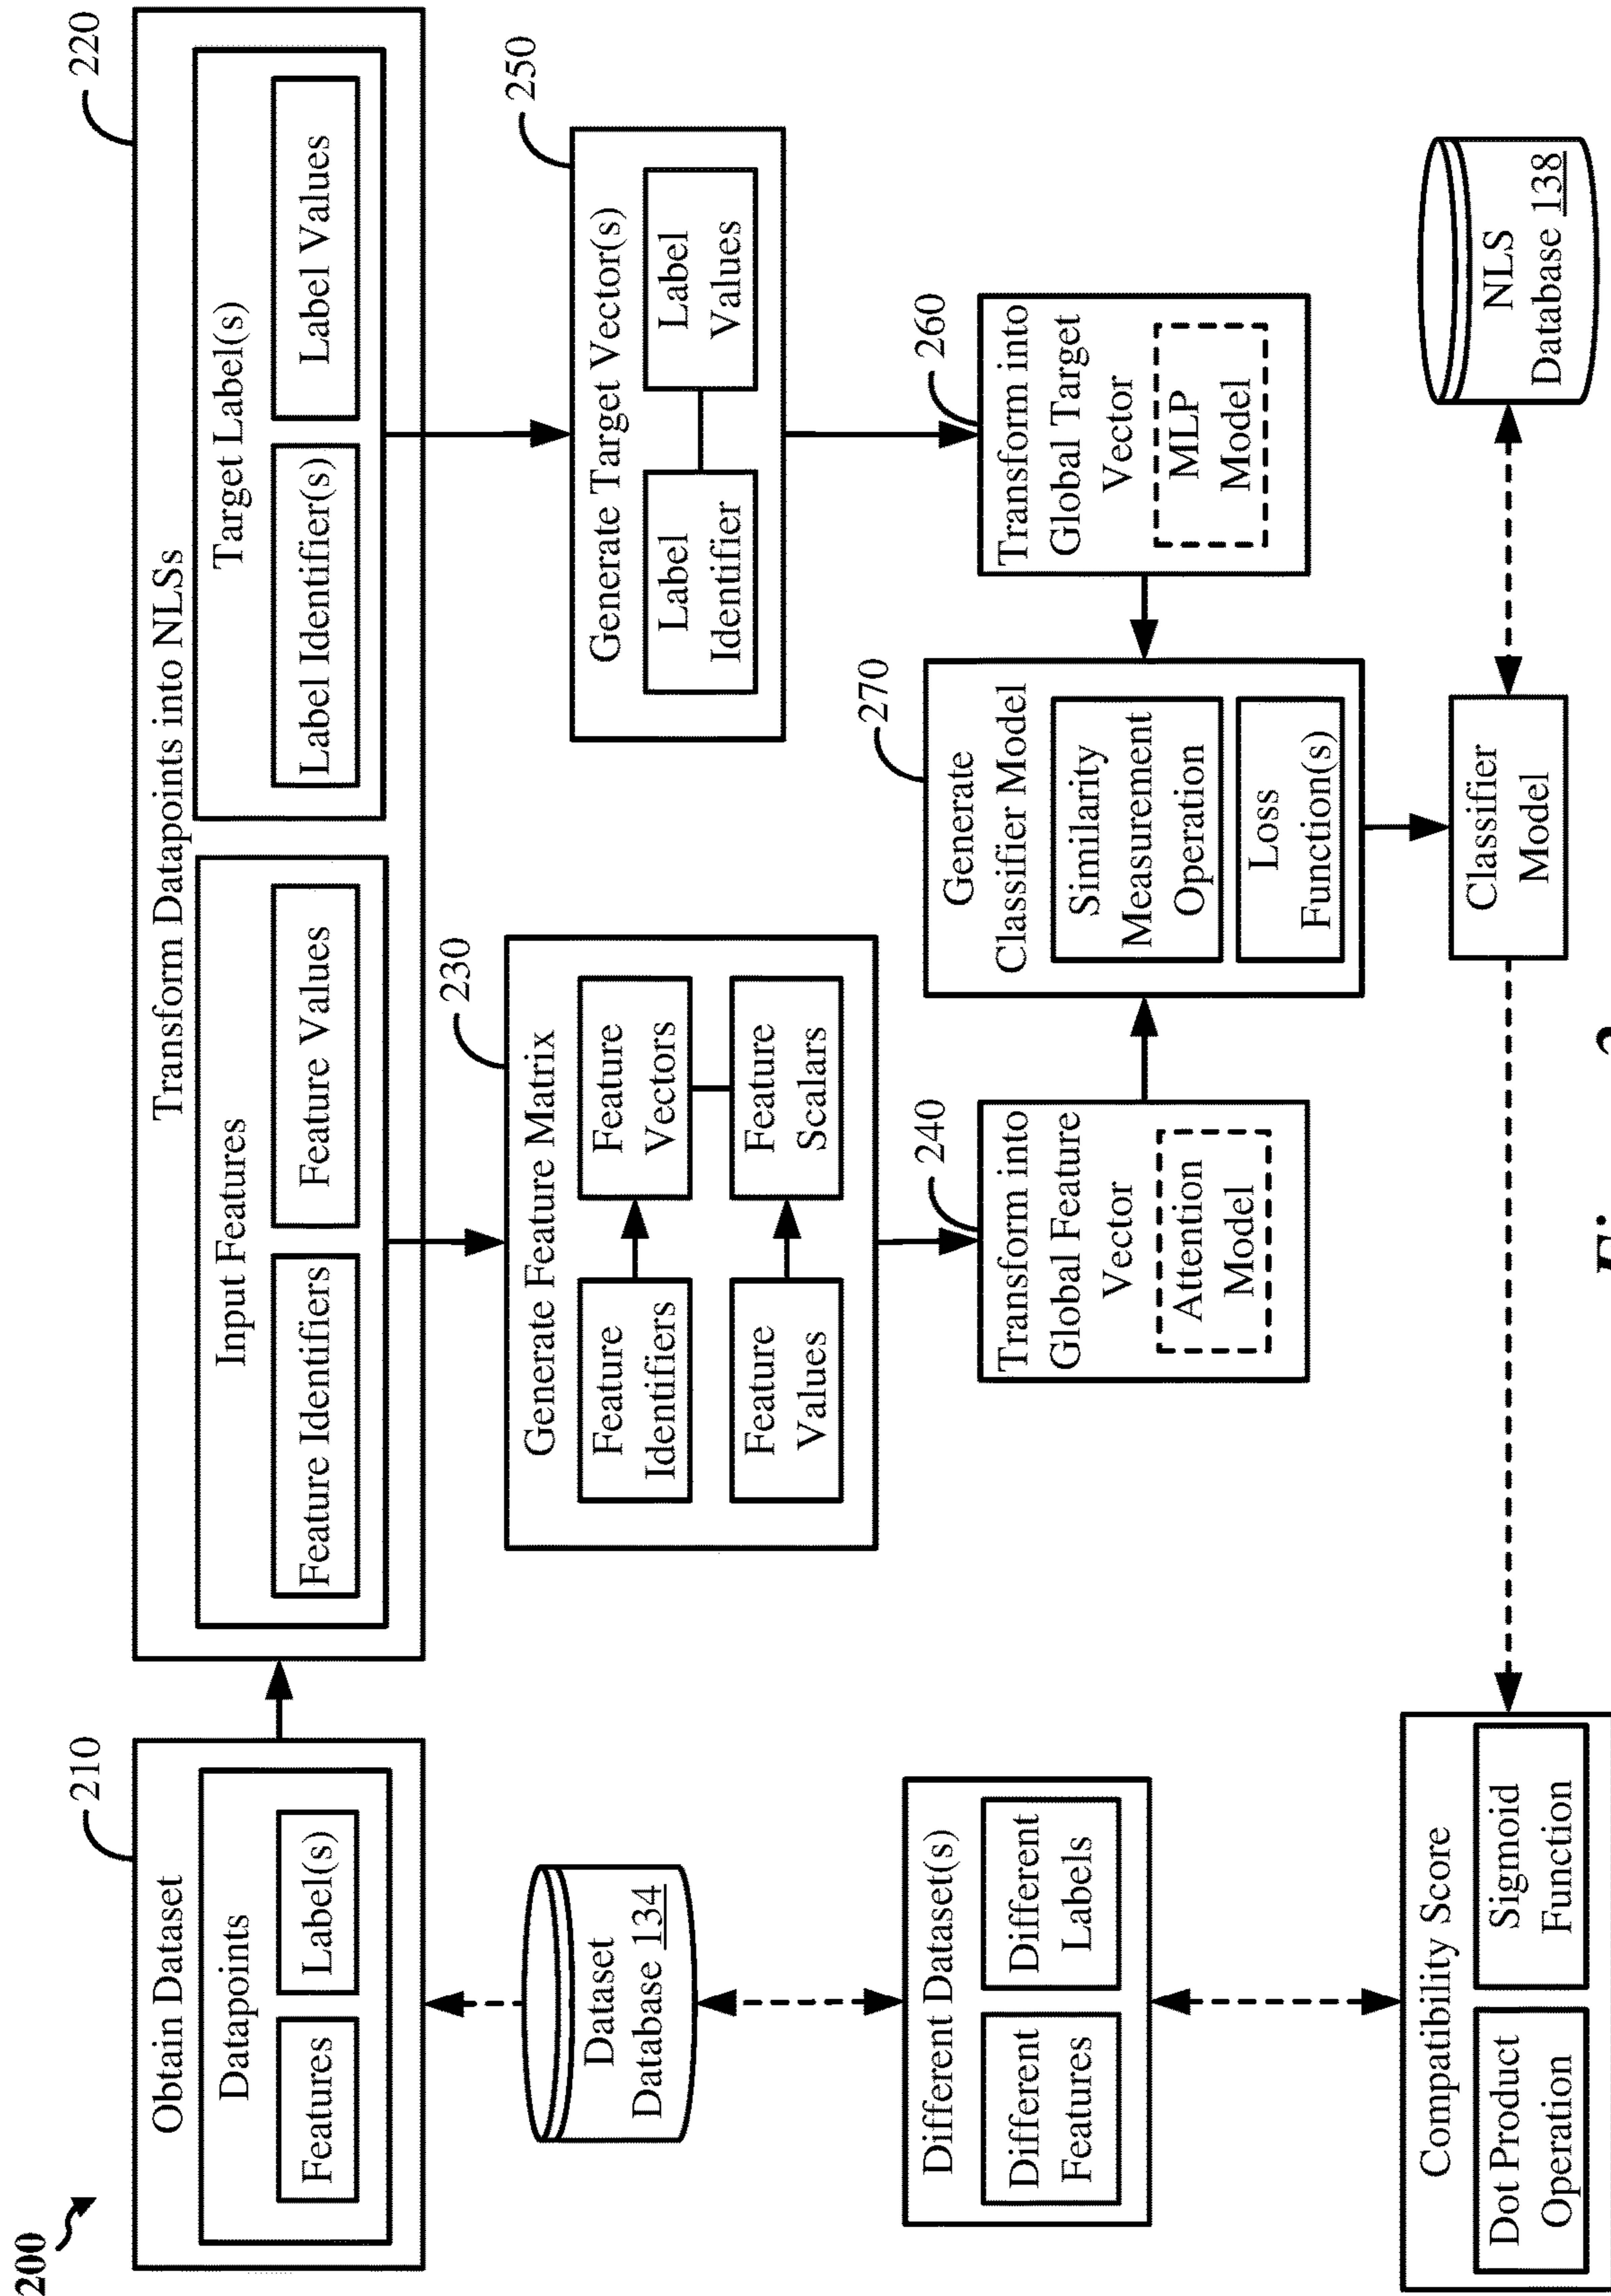 200
210
Obtain Dataset
Datapoints
Features
Label(s)
220
Transform Datapoints into NLSs
Input Features
Feature Identifiers
Feature Values
Target Label(s)
Label Identifier(s)
Label Values
Dataset
Database 134
230
Generate Feature Matrix
Feature
Identifiers
Feature
Vectors
Feature
Values
Feature
Scalars
250
Generate Target Vector(s)
Label
Identifier
Label
Values
Different Dataset(s)
Different
Features
Different
Labels
240
Transform into
Global Feature
Vector
Attention
Model
270
Generate
Classifier Model
Similarity
Measurement
Operation
Loss
Function(s)
260
Transform into
Global Target
Vector
MLP
Model
Compatibility Score
Dot Product
Operation
Sigmoid
Function
Classifier
Model
NLS
Database 138